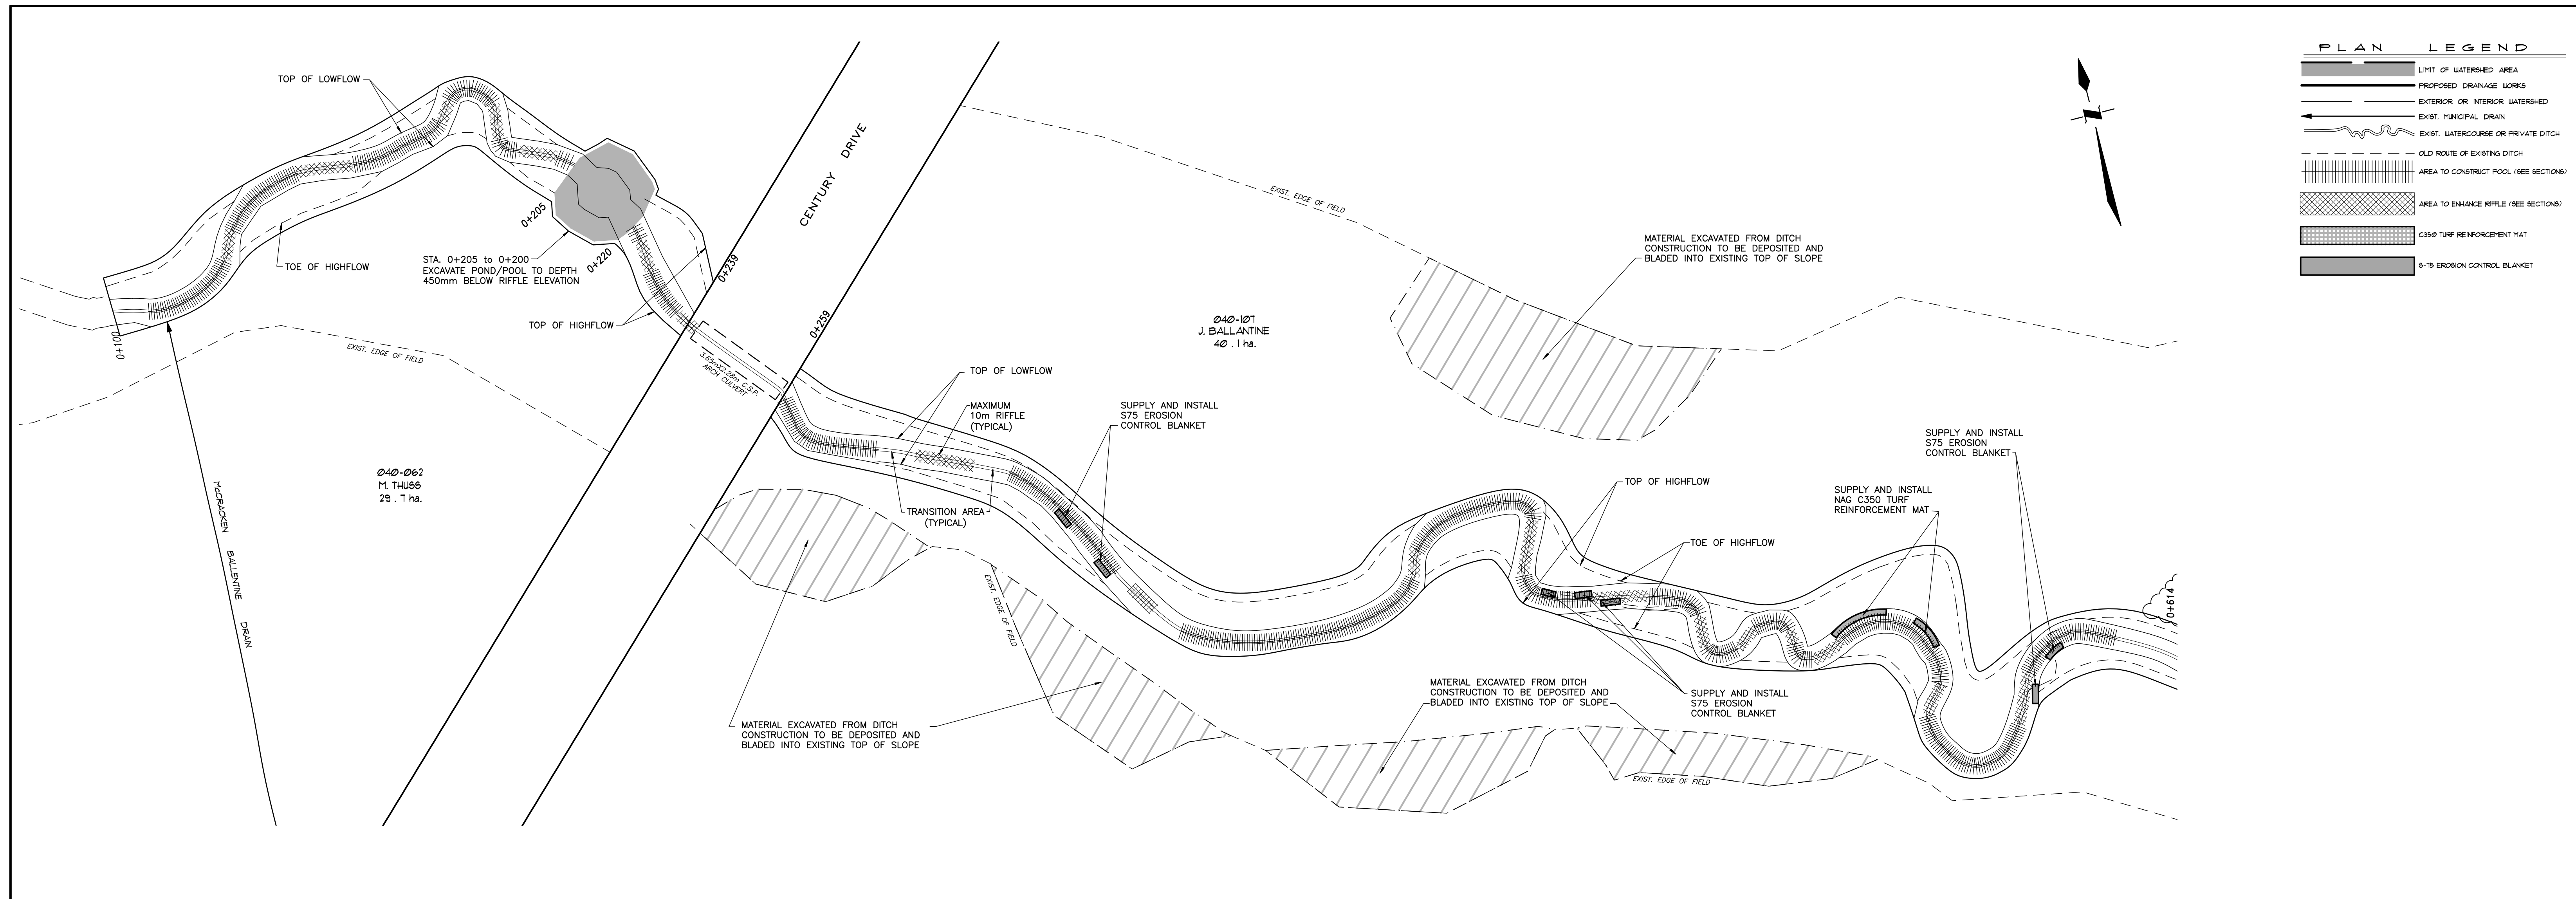 PLAN LEGEND
LIMIT OF WATERSHED AREA
PROPOSED DRAINAGE WORKS
EXTERIOR OR INTERIOR WATERSHED
EXIST. MUNICIPAL DRAIN
EXIST. WATERCOURSE OR PRIVATE DITCH
OLD ROUTE OF EXISTING DITCH
AREA TO CONSTRUCT POOL (SEE SECTIONS)
AREA TO ENHANCE RIFFLE (SEE SECTIONS)
C350 TURF REINFORCEMENT MAT
S-75 EROSION CONTROL BLANKET
TOP OF LOWFLOW
TOE OF HIGHFLOW
0+100
0+205
STA. 0+205 to 0+200
EXCAVATE POND/POOL TO DEPTH
450mm BELOW RIFFLE ELEVATION
0+220
TOP OF HIGHFLOW
0+239
CENTURY DRIVE
0+259
3.65mX2.28m C.S.P.
ARCH CULVERT
EXIST. EDGE OF FIELD
040-062
M. THUSS
29.7 ha.
McCRACKEN BALLENTINE DRAIN
EXIST. EDGE OF FIELD
040-107
J. BALLANTINE
40.1 ha.
MATERIAL EXCAVATED FROM DITCH
CONSTRUCTION TO BE DEPOSITED AND
BLADED INTO EXISTING TOP OF SLOPE
TOP OF LOWFLOW
MAXIMUM
10m RIFFLE
(TYPICAL)
SUPPLY AND INSTALL
S75 EROSION
CONTROL BLANKET
TRANSITION AREA
(TYPICAL)
EXIST. EDGE OF FIELD
MATERIAL EXCAVATED FROM DITCH
CONSTRUCTION TO BE DEPOSITED AND
BLADED INTO EXISTING TOP OF SLOPE
TOP OF HIGHFLOW
TOE OF HIGHFLOW
SUPPLY AND INSTALL
NAG C350 TURF
REINFORCEMENT MAT
SUPPLY AND INSTALL
S75 EROSION
CONTROL BLANKET
0+614
MATERIAL EXCAVATED FROM DITCH
CONSTRUCTION TO BE DEPOSITED AND
BLADED INTO EXISTING TOP OF SLOPE
SUPPLY AND INSTALL
S75 EROSION
CONTROL BLANKET
EXIST. EDGE OF FIELD